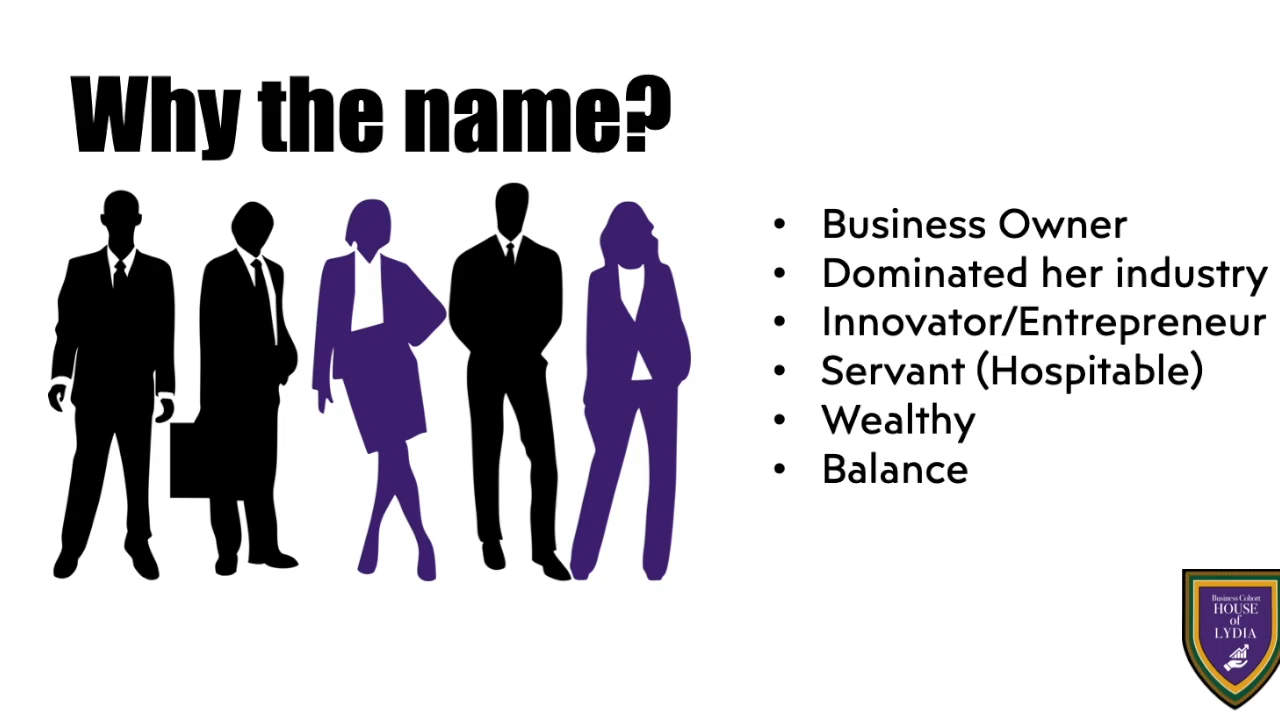 Why the name?
• Business Owner
• Dominated her industry
• Innovator/Entrepreneur
• Servant (Hospitable)
• Wealthy
• Balance
Business Cohort
HOUSE
of
LYDIA